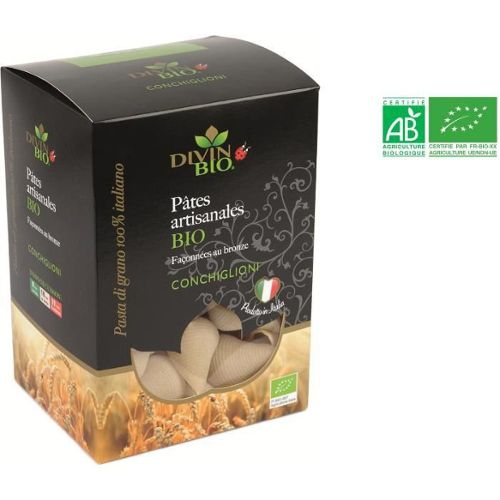 DIVIN
BIO
CONCHIGLIONI
DIVIN
BIO
Pâtes
artisanales
BIO
Façonnées au bronze
CONCHIGLIONI
Prodotto in Italia
Pasta di grano 100% italiano
CONCHIGLIONI
CERTIFIÉ
AB
AGRICULTURE
BIOLOGIQUE
CERTIFIÉ PAR FR-BIO-XX
AGRICULTURE UE/NON-UE